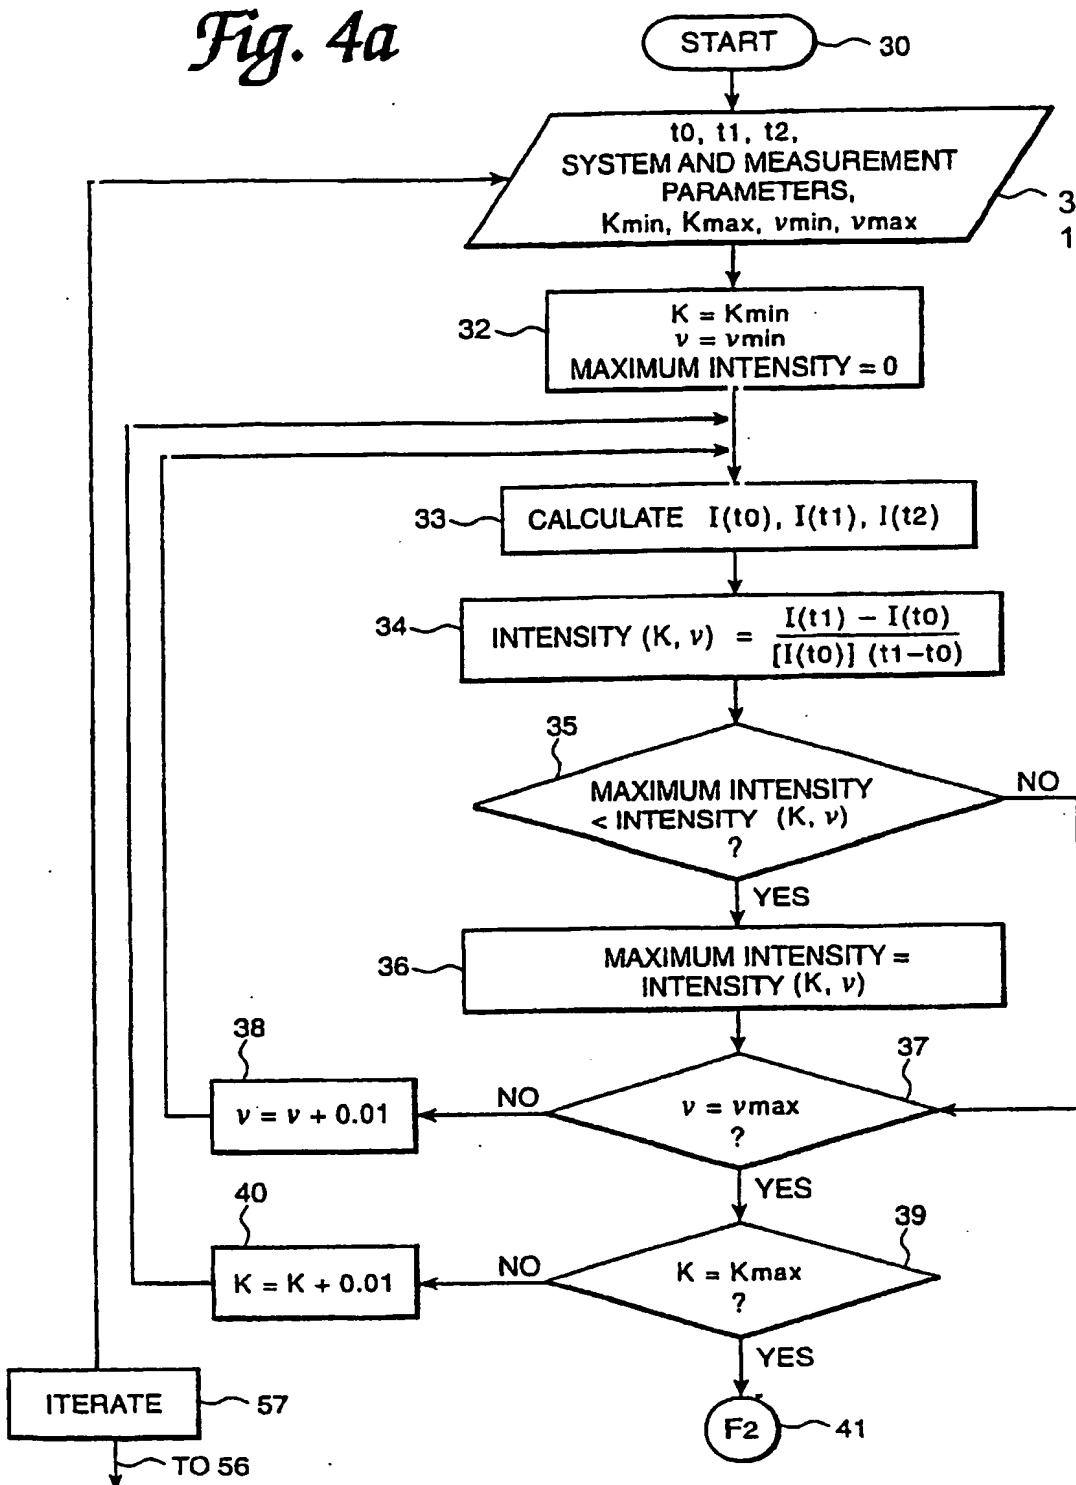 Fig. 4a
START
30
t0, t1, t2,
SYSTEM AND MEASUREMENT
PARAMETERS,
Kmin, Kmax, νmin, νmax
3
1
32
K = Kmin
ν = νmin
MAXIMUM INTENSITY = 0
33
CALCULATE I(t0), I(t1), I(t2)
34
INTENSITY (K, ν) = I(t1) − I(t0)
[I(t0)] (t1−t0)
35
MAXIMUM INTENSITY
< INTENSITY (K, ν)
?
NO
YES
36
MAXIMUM INTENSITY =
INTENSITY (K, ν)
38
ν = ν + 0.01
NO
37
ν = νmax
?
YES
40
K = K + 0.01
NO
39
K = Kmax
?
YES
ITERATE
57
F2
41
TO 56